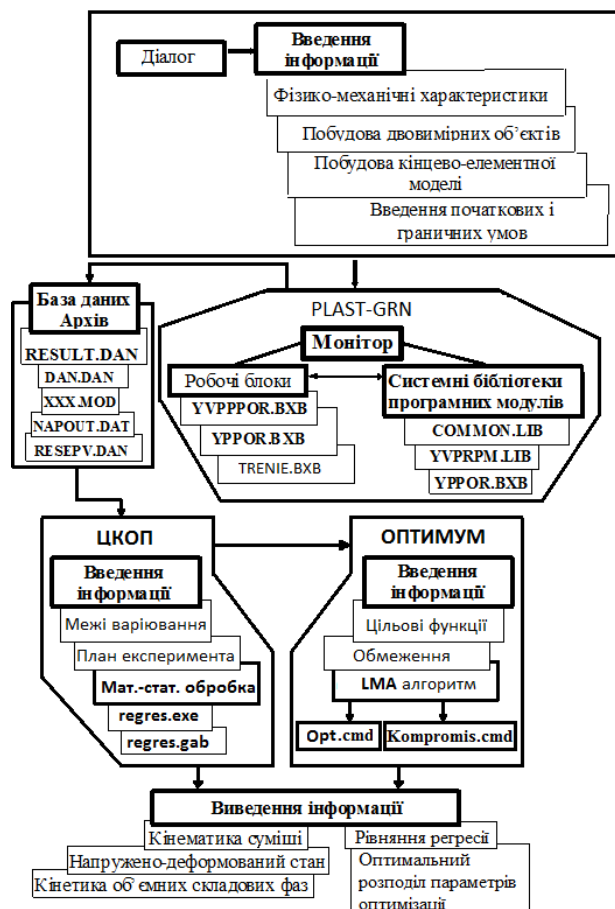 Діалог
Введення
інформації
Фізико-механічні характеристики
Побудова двовимірних об’єктів
Побудова кінцево-елементної
моделі
Введення початкових і
граничних умов
База даних
Архів
RESULT.DAN
DAN.DAN
XXX.MOD
NAPOUT.DAT
RESEPV.DAN
PLAST-GRN
Монітор
Робочі блоки
YVPPPOR.BXB
YPPOR.BXB
TRENIE.BXB
Системні бібліотеки
програмних модулів
COMMON.LIB
YVPRPM.LIB
YPPOR.BXB
ЦКОП
Введення
інформації
Межі варіювання
План експеримента
Мат.-стат. обробка
regres.exe
regres.gab
ОПТИМУМ
Введення
інформації
Цільові функції
Обмеження
LMA алгоритм
Opt.cmd
Kompromis.cmd
Виведення інформації
Кінематика суміші
Напружено-деформований стан
Кінетика об’ємних складових фаз
Рівняння регресії
Оптимальний
розподіл параметрів
оптимізації